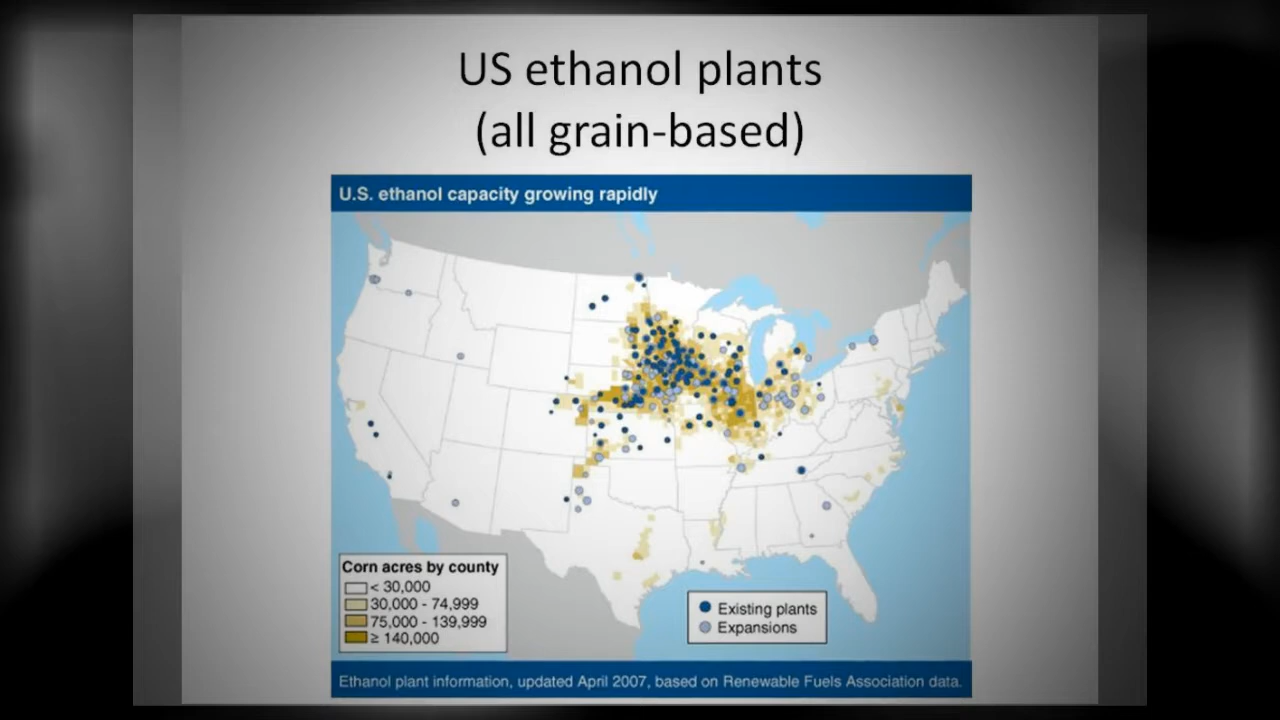 US ethanol plants
(all grain-based)
U.S. ethanol capacity growing rapidly
Corn acres by county
< 30,000
30,000 - 74,999
75,000 - 139,999
≥ 140,000
Existing plants
Expansions
Ethanol plant information, updated April 2007, based on Renewable Fuels Association data.